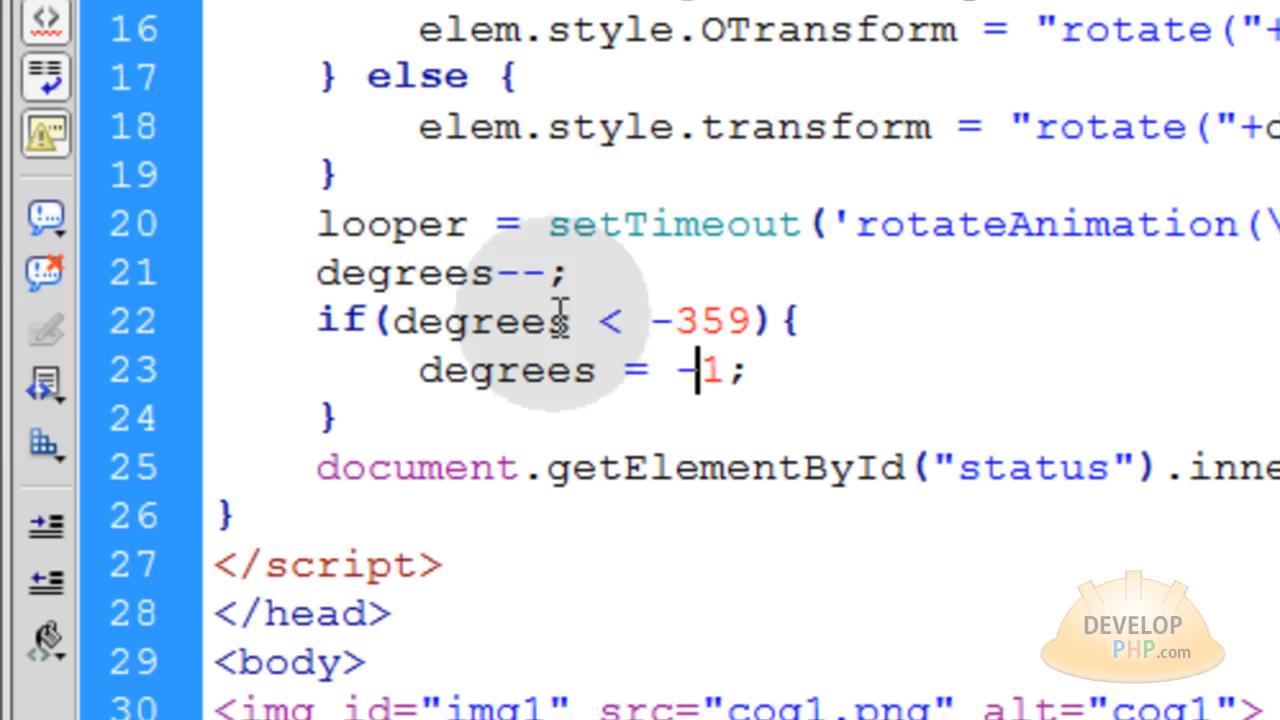 16 elem.style.OTransform = "rotate("+
17 } else {
18 elem.style.transform = "rotate("+d
19 }
20 looper = setTimeout('rotateAnimation(\
21 degrees--;
22 if(degrees < -359){
23 degrees = -1;
24 }
25 document.getElementById("status").inne
26 }
27 </script>
28 </head>
29 <body>
30 <img id="img1" src="cog1.png" alt="cog1">
DEVELOP
PHP.com